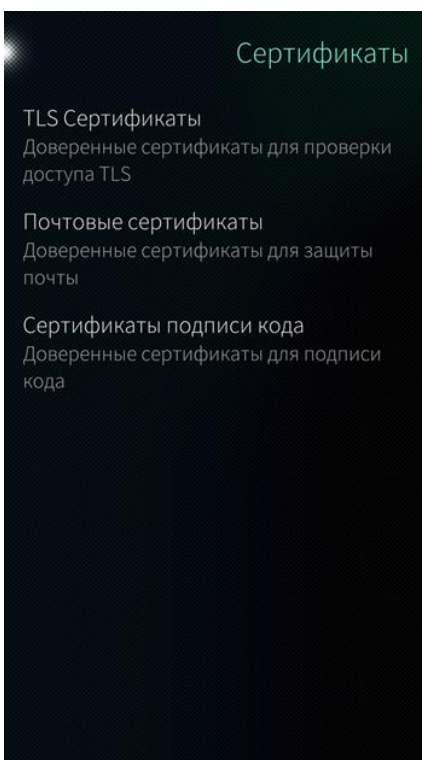 Сертификаты
TLS Сертификаты
Доверенные сертификаты для проверки
доступа TLS
Почтовые сертификаты
Доверенные сертификаты для защиты
почты
Сертификаты подписи кода
Доверенные сертификаты для подписи
кода